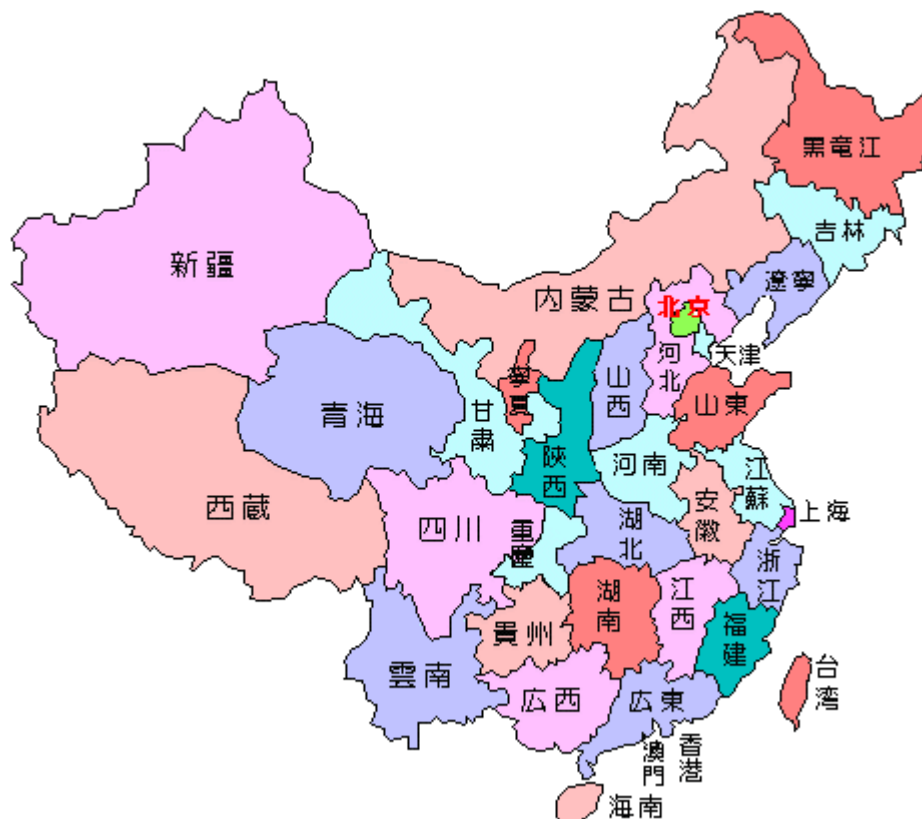 黒竜江
吉林
新疆
遼寧
内蒙古
北京
河北
天津
寧夏
山西
青海
甘粛
山東
陝西
河南
江蘇
西蔵
安徽
上海
四川
重慶
湖北
浙江
湖南
江西
貴州
福建
雲南
広西
広東
台湾
澳門
香港
海南